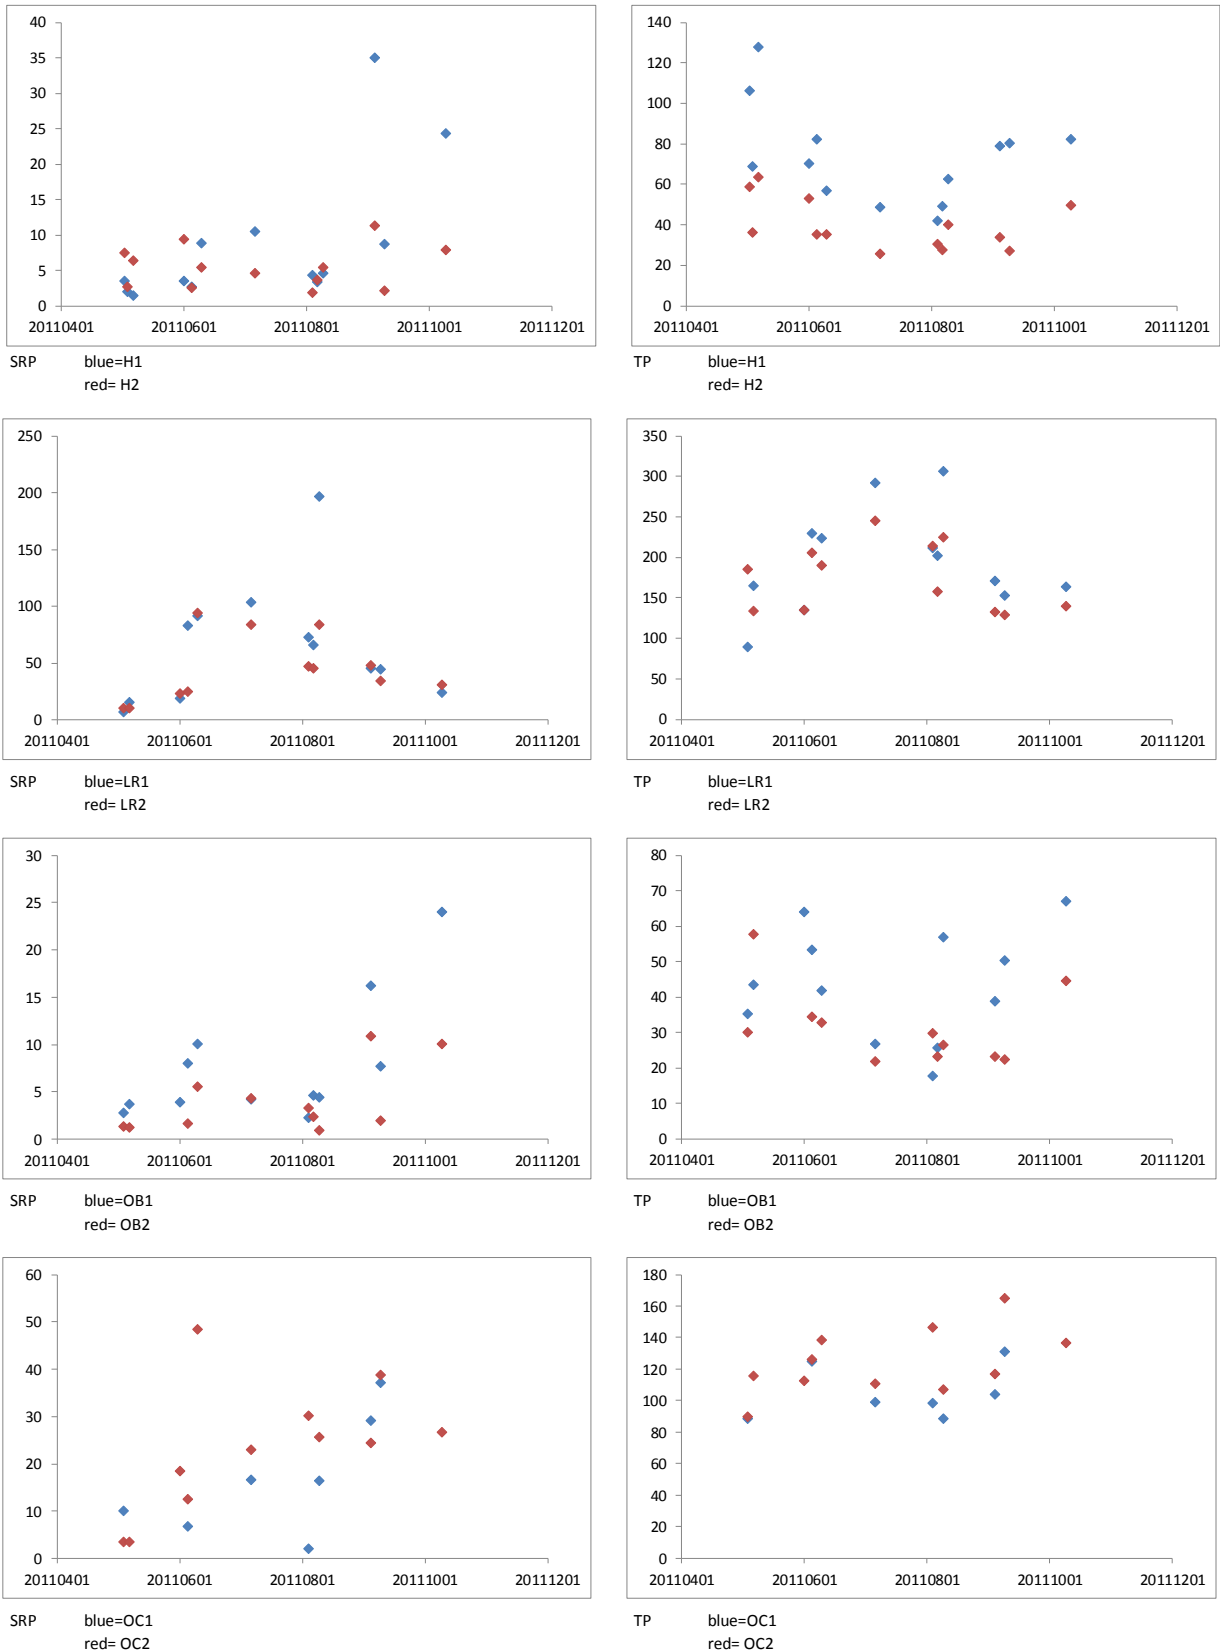 40
35
30
25
20
15
10
5
0
20110401 20110601 20110801 20111001 20111201
SRP blue=H1
red= H2
140
120
100
80
60
40
20
0
20110401 20110601 20110801 20111001 20111201
TP blue=H1
red= H2
250
200
150
100
50
0
20110401 20110601 20110801 20111001 20111201
SRP blue=LR1
red= LR2
350
300
250
200
150
100
50
0
20110401 20110601 20110801 20111001 20111201
TP blue=LR1
red= LR2
30
25
20
15
10
5
0
20110401 20110601 20110801 20111001 20111201
SRP blue=OB1
red= OB2
80
70
60
50
40
30
20
10
0
20110401 20110601 20110801 20111001 20111201
TP blue=OB1
red= OB2
60
50
40
30
20
10
0
20110401 20110601 20110801 20111001 20111201
SRP blue=OC1
red= OC2
180
160
140
120
100
80
60
40
20
0
20110401 20110601 20110801 20111001 20111201
TP blue=OC1
red= OC2